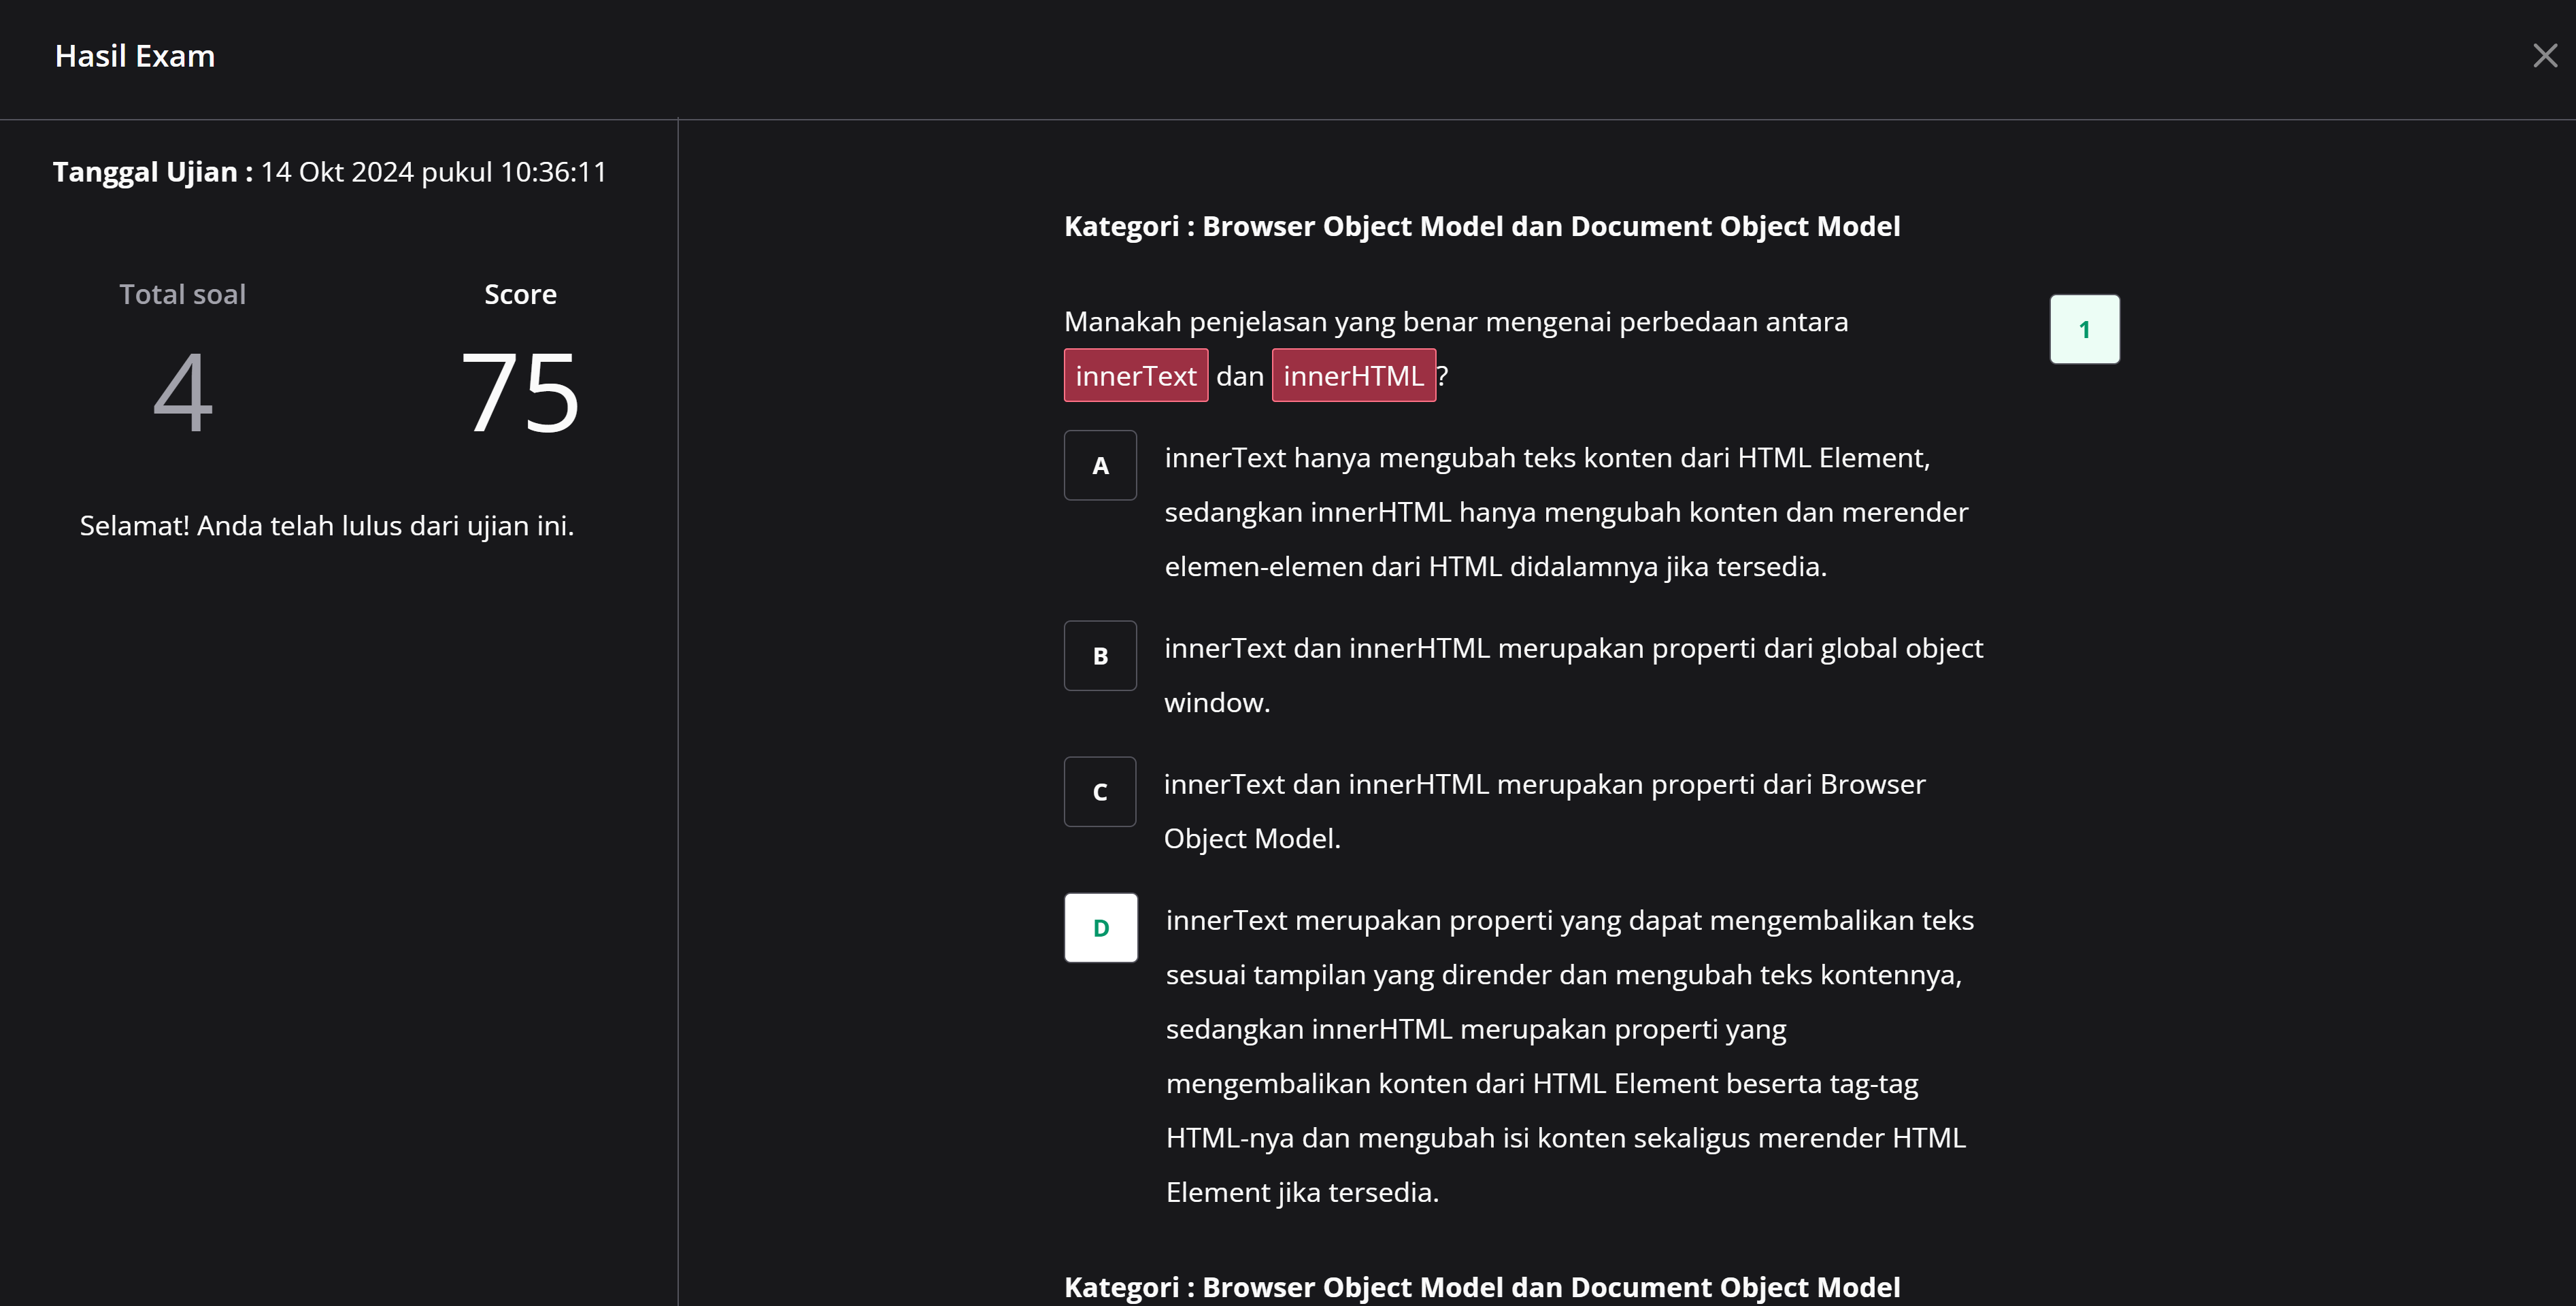 Hasil Exam
Tanggal Ujian : 14 Okt 2024 pukul 10:36:11
Total soal
4
Score
75
Selamat! Anda telah lulus dari ujian ini.
Kategori : Browser Object Model dan Document Object Model
Manakah penjelasan yang benar mengenai perbedaan antara
innerText dan innerHTML ?
1
A
innerText hanya mengubah teks konten dari HTML Element,
sedangkan innerHTML hanya mengubah konten dan merender
elemen-elemen dari HTML didalamnya jika tersedia.
B
innerText dan innerHTML merupakan properti dari global object
window.
C
innerText dan innerHTML merupakan properti dari Browser
Object Model.
D
innerText merupakan properti yang dapat mengembalikan teks
sesuai tampilan yang dirender dan mengubah teks kontennya,
sedangkan innerHTML merupakan properti yang
mengembalikan konten dari HTML Element beserta tag-tag
HTML-nya dan mengubah isi konten sekaligus merender HTML
Element jika tersedia.
Kategori : Browser Object Model dan Document Object Model